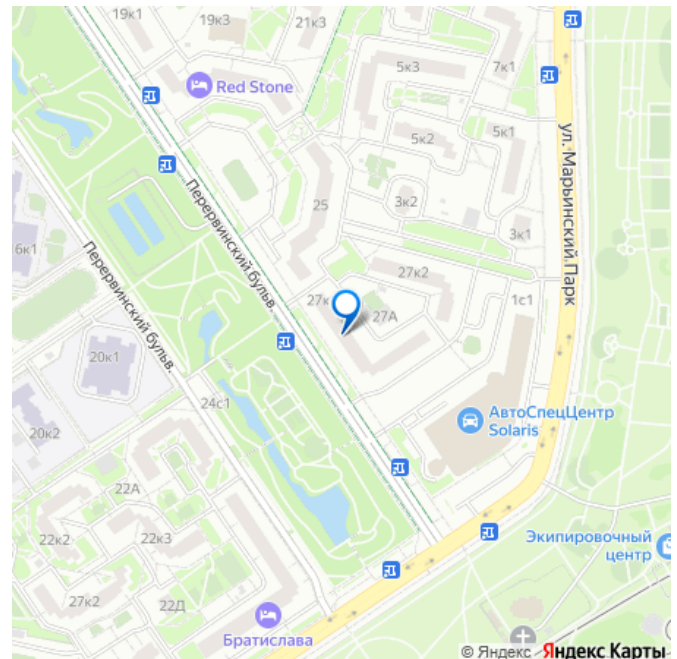 19к1
19к3
21к3
5к3
7к1
Red Stone
5к2
5к1
ул. Марьинский Парк
Перервинский бульв.
25
3к2
3к1
6к1
Перервинский бульв.
27к2
27к
27А
1с1
20к1
24с1
АвтоСпецЦентр
Solaris
20к2
22А
22к2
22к3
Экипировочный
центр
27к2
22Д
Братислава
© Яндекс Яндекс Карты